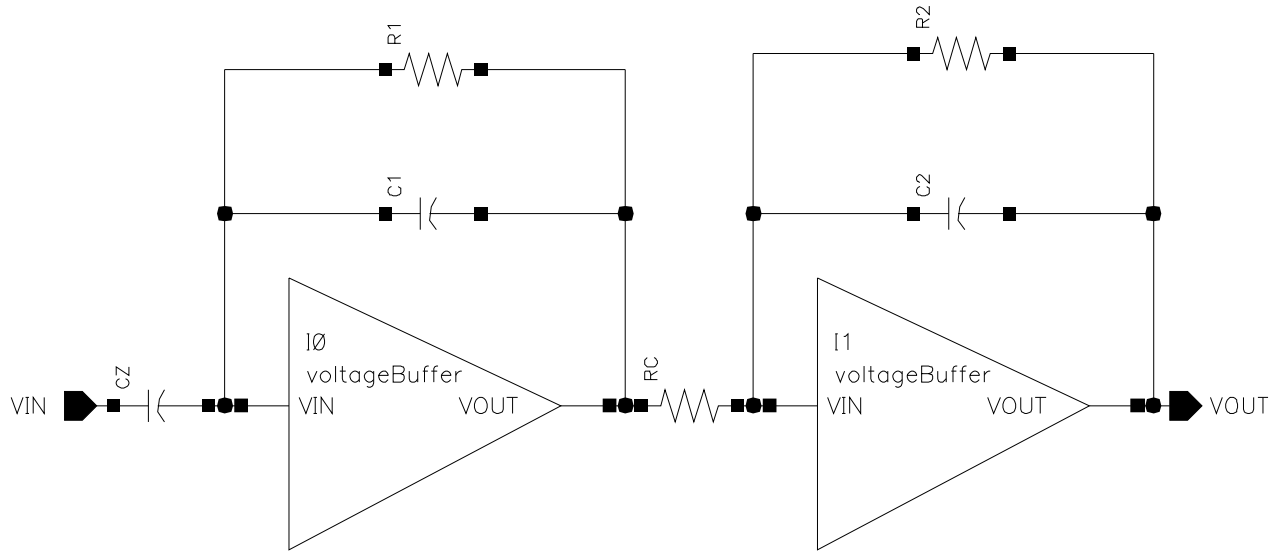 R1
R2
C1
C2
I0
voltageBuffer
I1
voltageBuffer
CZ
RC
VIN
VIN
VOUT
VIN
VOUT
VOUT